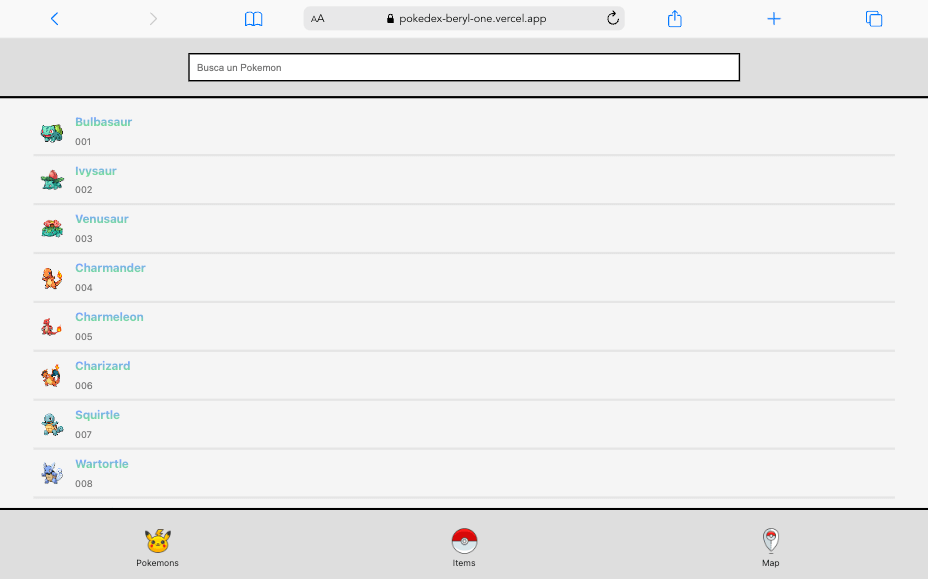 AA
pokedex-beryl-one.vercel.app
Busca un Pokemon
Bulbasaur
001
Ivysaur
002
Venusaur
003
Charmander
004
Charmeleon
005
Charizard
006
Squirtle
007
Wartortle
008
Pokemons
Items
Map